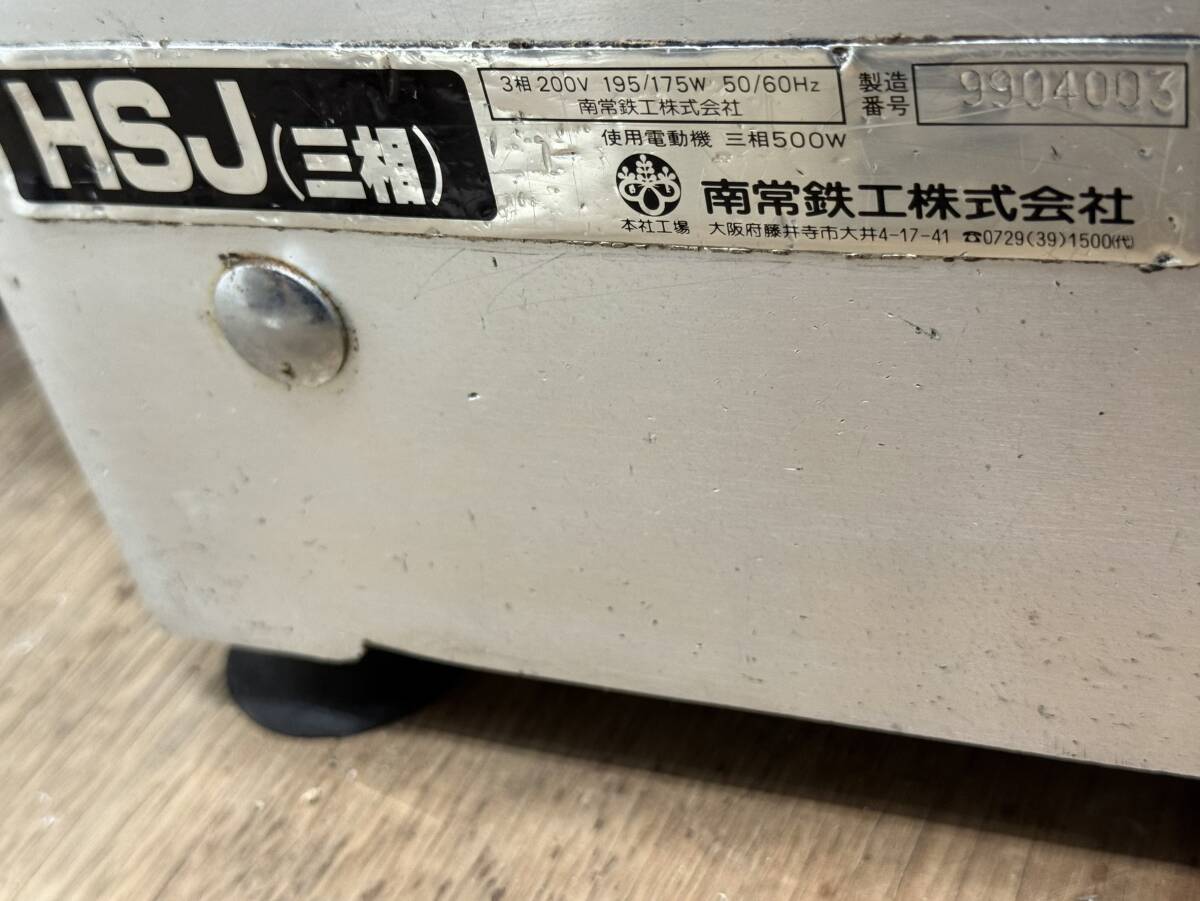 HSJ(三相)
3相 200V 195/175W 50/60Hz
南常鉄工株式会社
使用電動機 三相500W
製造番号 9904003
南常鉄工株式会社
本社工場 大阪府藤井寺市大井4-17-41 ☎0729(39)1500㈹